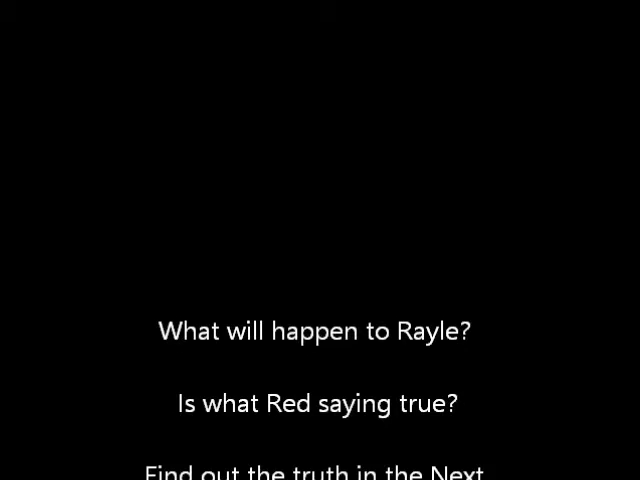 What will happen to Rayle?
Is what Red saying true?
Find out the truth in the Next